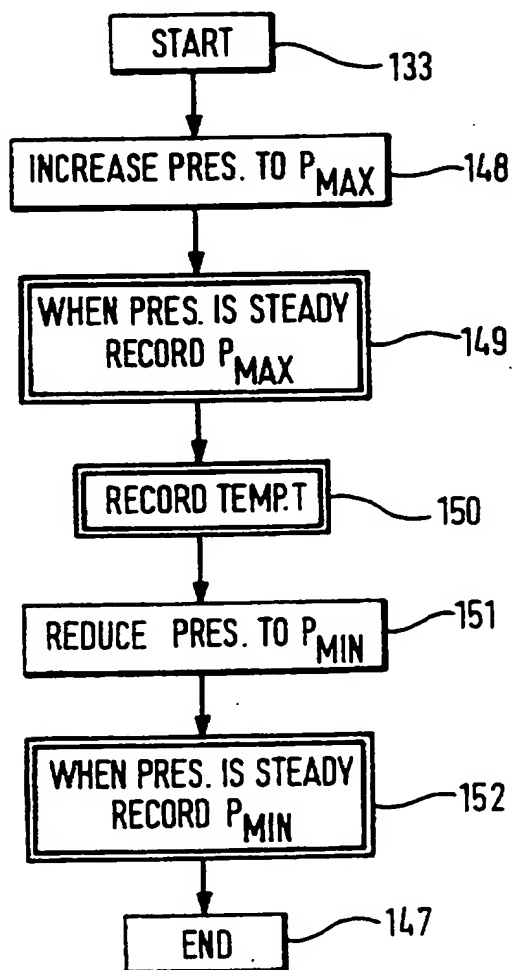 START
133
INCREASE PRES. TO PMAX
148
WHEN PRES. IS STEADY
RECORD PMAX
149
RECORD TEMP.T
150
REDUCE PRES. TO PMIN
151
WHEN PRES. IS STEADY
RECORD PMIN
152
END
147